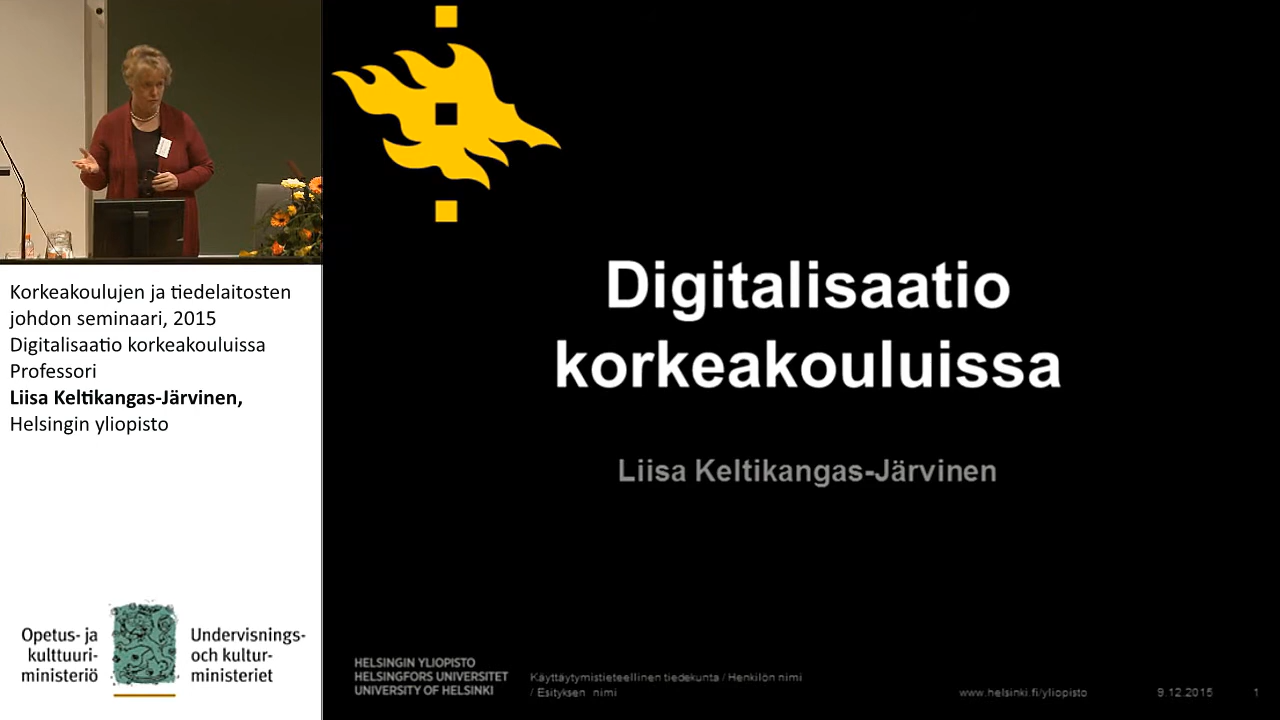 Korkeakoulujen ja tiedelaitosten
johdon seminaari, 2015
Digitalisaatio korkeakouluissa
Professori
Liisa Keltikangas-Järvinen,
Helsingin yliopisto
Opetus- ja
kulttuuri-
ministeriö
Undervisnings-
och kultur-
ministeriet
Digitalisaatio
korkeakouluissa
Liisa Keltikangas-Järvinen
HELSINGIN YLIOPISTO
HELSINGFORS UNIVERSITET
UNIVERSITY OF HELSINKI
Käyttäytymistieteellinen tiedekunta / Henkilön nimi
/ Esityksen nimi
www.helsinki.fi/yliopisto
9.12.2015
1